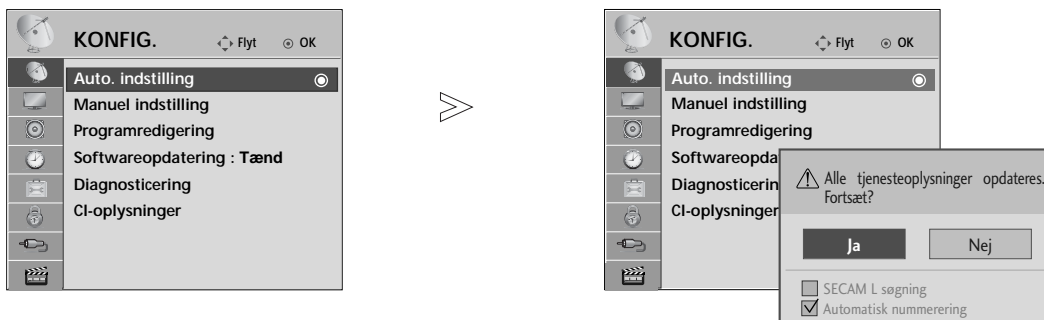 KONFIG. Flyt OK
Auto. indstilling
Manuel indstilling
Programredigering
Softwareopdatering : Tænd
Diagnosticering
CI-oplysninger
KONFIG. Flyt OK
Auto. indstilling
Manuel indstilling
Programredigering
Softwareopda
Diagnosticerin
CI-oplysninger
Alle tjenesteoplysninger opdateres.
Fortsæt?
Ja Nej
SECAM L søgning
Automatisk nummerering